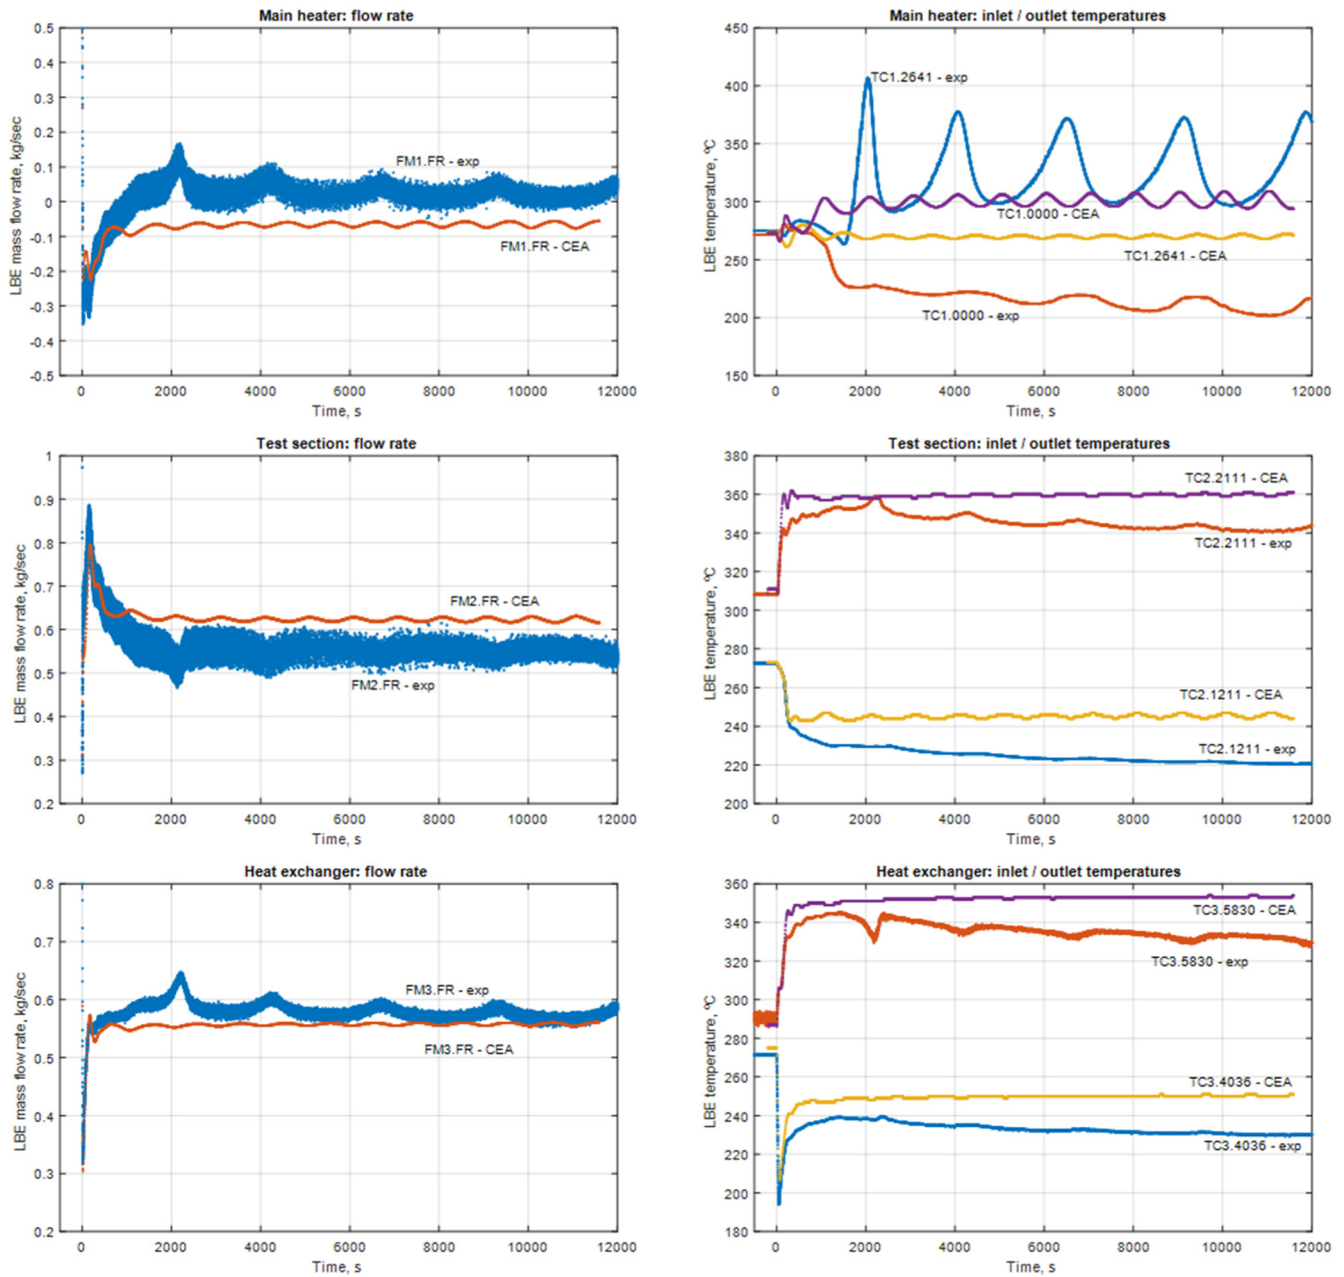 Main heater: flow rate
0.5
0.4
0.3
0.2
0.1
0
-0.1
-0.2
-0.3
-0.4
-0.5
LBE mass flow rate, kg/sec
FM1.FR - exp
FM1.FR - CEA
0 2000 4000 6000 8000 10000 12000
Time, s
Main heater: inlet / outlet temperatures
450
400
350
300
250
200
150
LBE temperature, ºC
TC1.2641 - exp
TC1.0000 - CEA
TC1.2641 - CEA
TC1.0000 - exp
0 2000 4000 6000 8000 10000 12000
Time, s
Test section: flow rate
1
0.9
0.8
0.7
0.6
0.5
0.4
0.3
0.2
LBE mass flow rate, kg/sec
FM2.FR - CEA
FM2.FR - exp
0 2000 4000 6000 8000 10000 12000
Time, s
Test section: inlet / outlet temperatures
380
360
340
320
300
280
260
240
220
200
LBE temperature, ºC
TC2.2111 - CEA
TC2.2111 - exp
TC2.1211 - CEA
TC2.1211 - exp
0 2000 4000 6000 8000 10000 12000
Time, s
Heat exchanger: flow rate
0.8
0.7
0.6
0.5
0.4
0.3
0.2
LBE mass flow rate, kg/sec
FM3.FR - exp
FM3.FR - CEA
0 2000 4000 6000 8000 10000 12000
Time, s
Heat exchanger: inlet / outlet temperatures
360
340
320
300
280
260
240
220
200
180
LBE temperature, ºC
TC3.5830 - CEA
TC3.5830 - exp
TC3.4036 - CEA
TC3.4036 - exp
0 2000 4000 6000 8000 10000 12000
Time, s